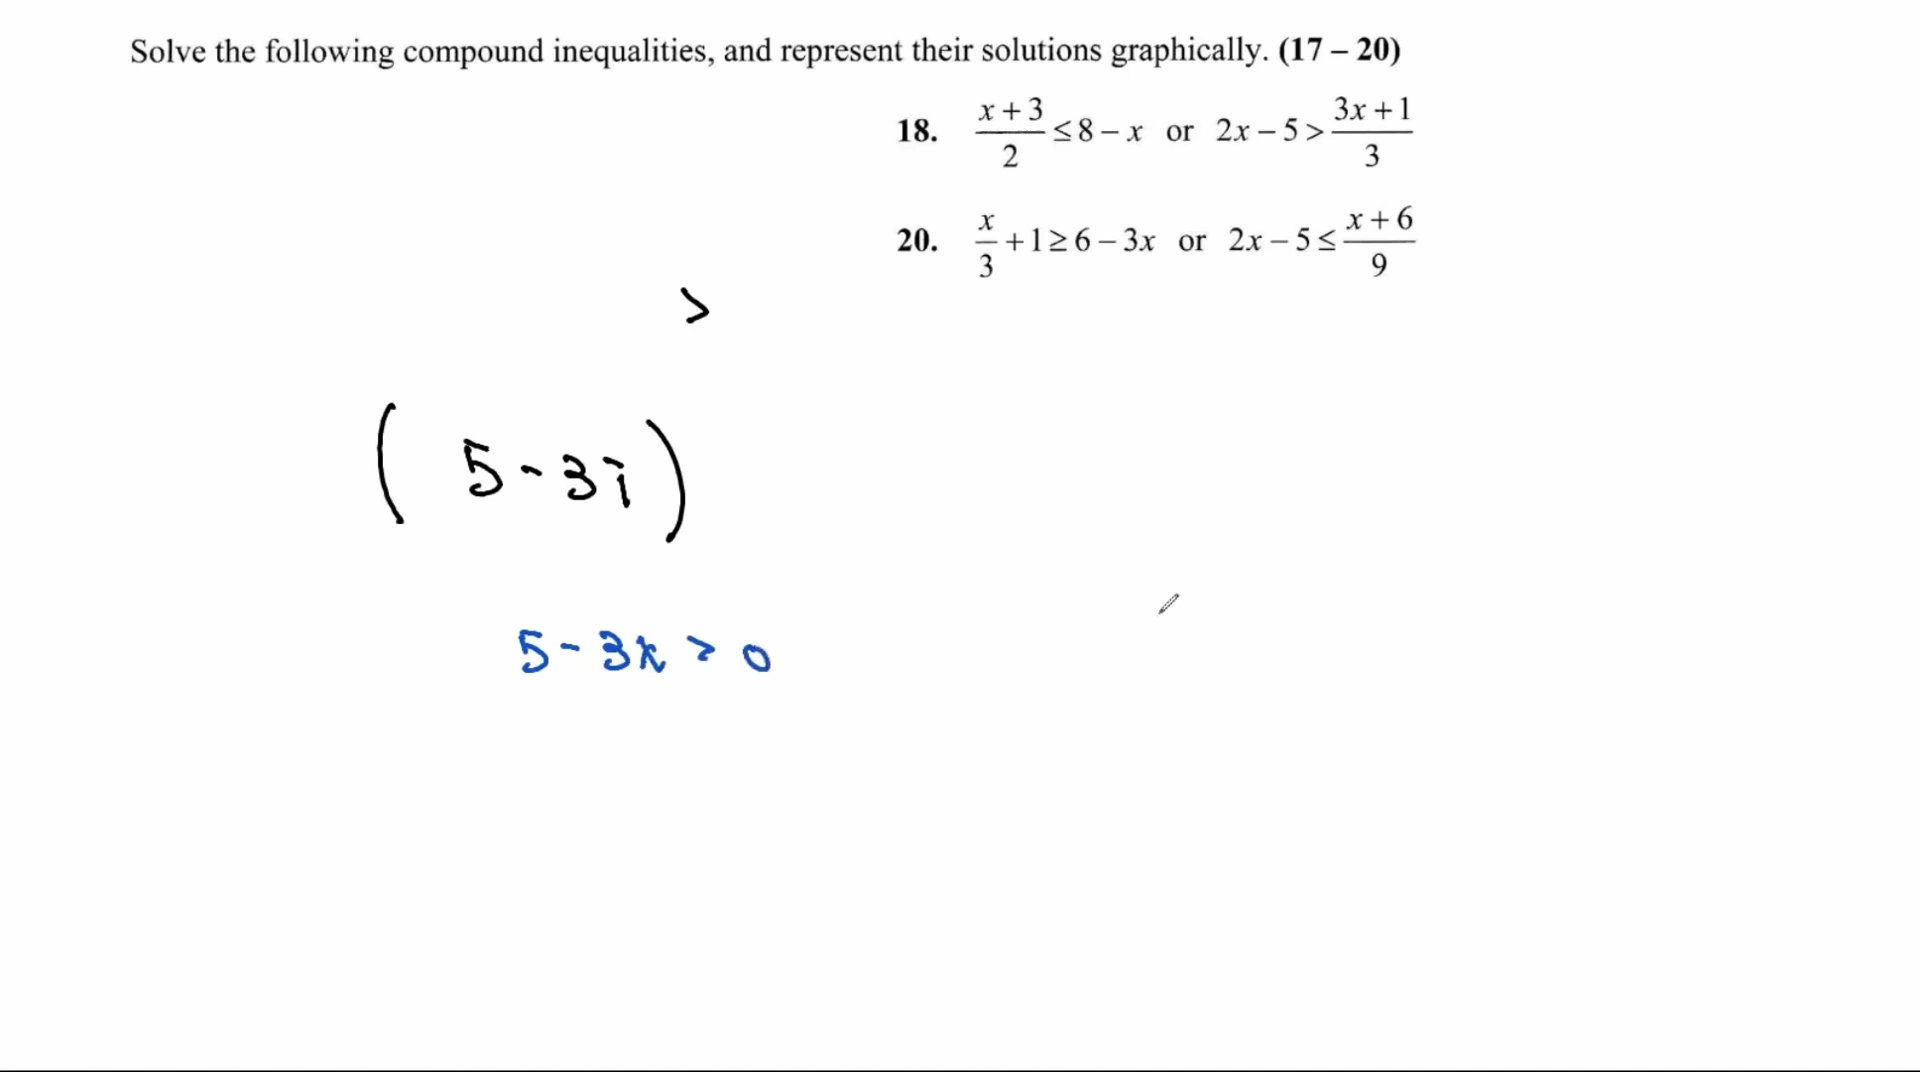 Solve the following compound inequalities, and represent their solutions graphically. (17 – 20)
18. (x + 3)/2 ≤ 8 – x or 2x – 5 > (3x + 1)/3
20. x/3 + 1 ≥ 6 – 3x or 2x – 5 ≤ (x + 6)/9
>
( 5 - 3i )
5 - 3x > 0